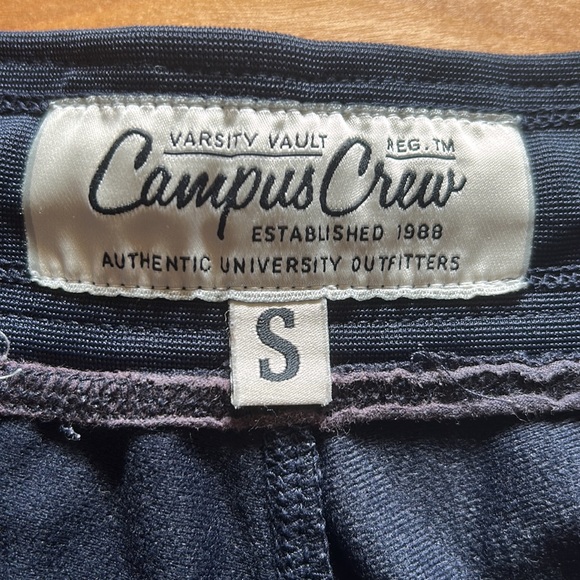 VARSITY VAULT REG. TM
Campus Crew
ESTABLISHED 1988
AUTHENTIC UNIVERSITY OUTFITTERS
S